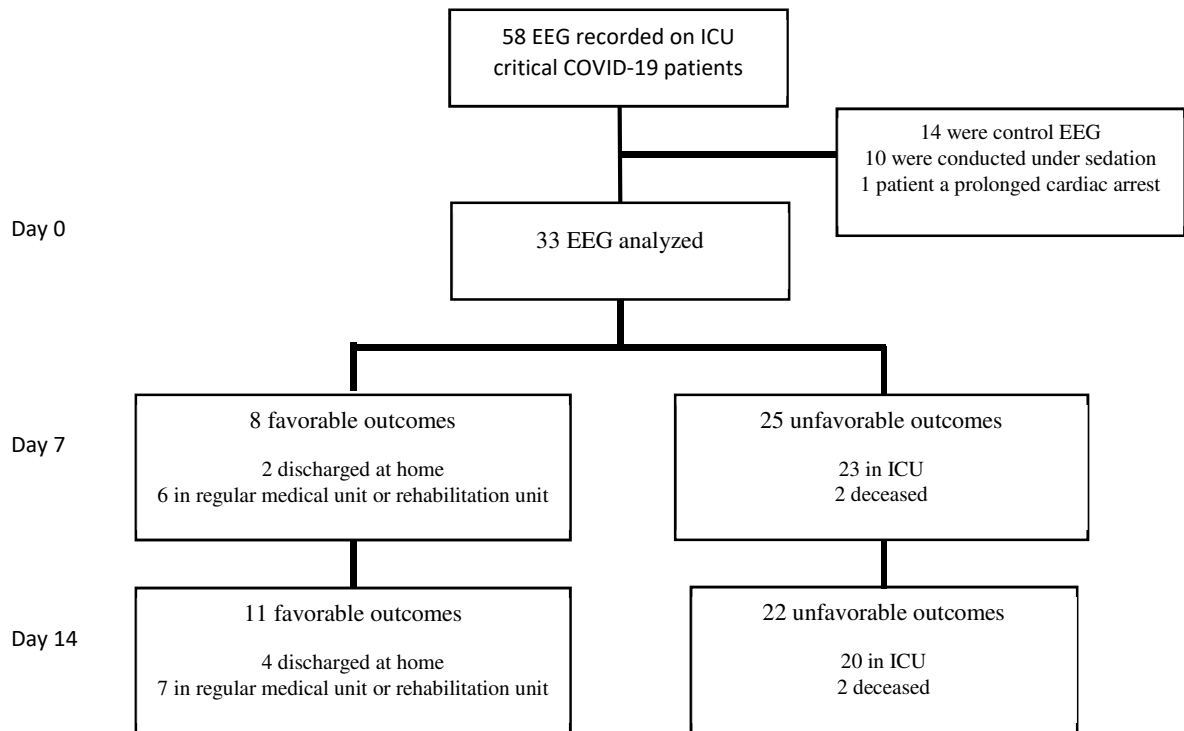 58 EEG recorded on ICU
critical COVID-19 patients
14 were control EEG
10 were conducted under sedation
1 patient a prolonged cardiac arrest
Day 0
33 EEG analyzed
Day 7
8 favorable outcomes
2 discharged at home
6 in regular medical unit or rehabilitation unit
25 unfavorable outcomes
23 in ICU
2 deceased
Day 14
11 favorable outcomes
4 discharged at home
7 in regular medical unit or rehabilitation unit
22 unfavorable outcomes
20 in ICU
2 deceased